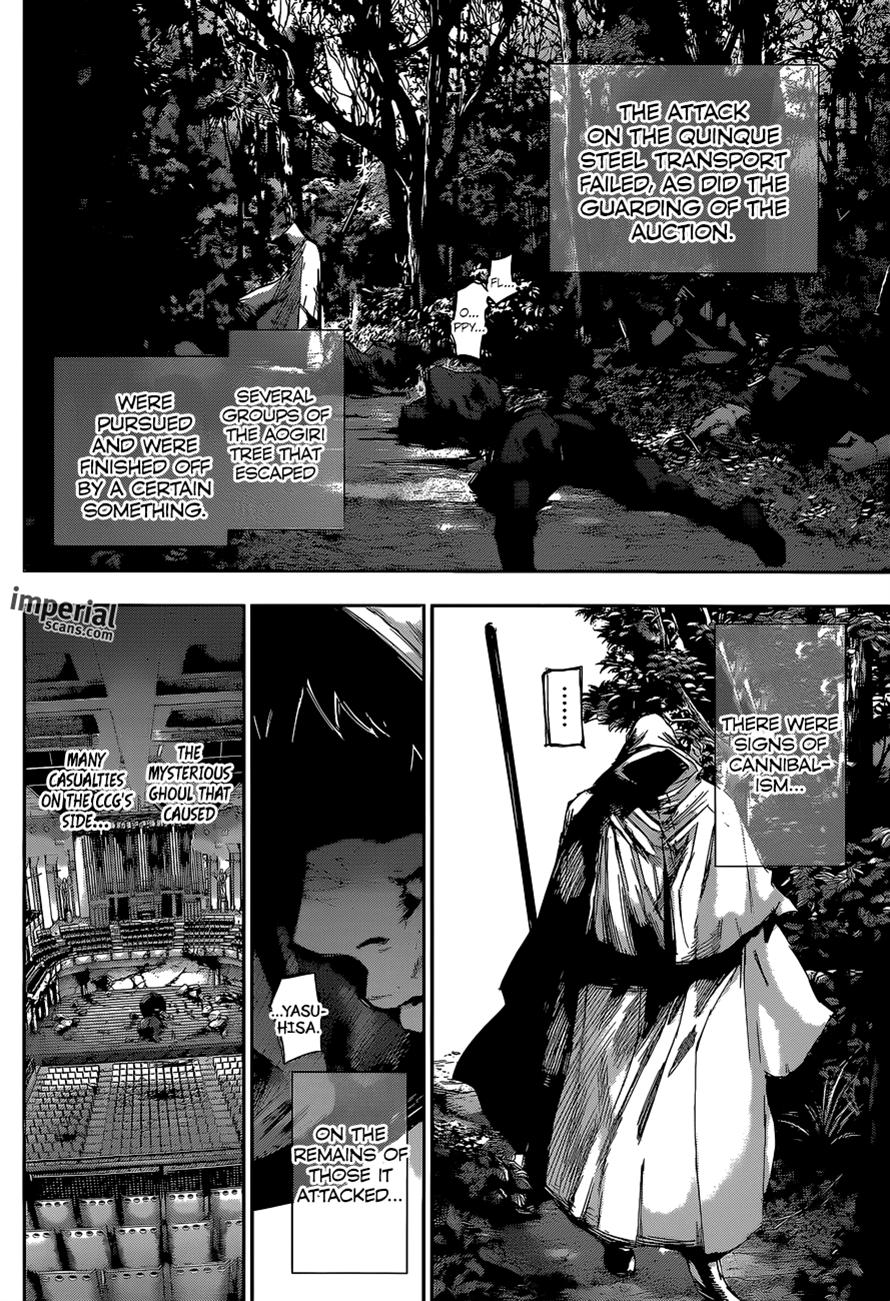 THE ATTACK
ON THE QUINQUE
STEEL TRANSPORT
FAILED, AS DID THE
GUARDING OF THE
AUCTION.
FL...
O...
PPY...
SEVERAL
GROUPS OF
THE AOGIRI
TREE THAT
ESCAPED
WERE
PURSUED
AND WERE
FINISHED OFF
BY A CERTAIN
SOMETHING.
imperial
scans.com
THERE WERE
SIGNS OF
CANNIBAL-
ISM...
......
...YASU-
HISA.
ON THE
REMAINS OF
THOSE IT
ATTACKED...
THE
MYSTERIOUS
GHOUL THAT
CAUSED
MANY
CASUALTIES
ON THE CCG'S
SIDE...